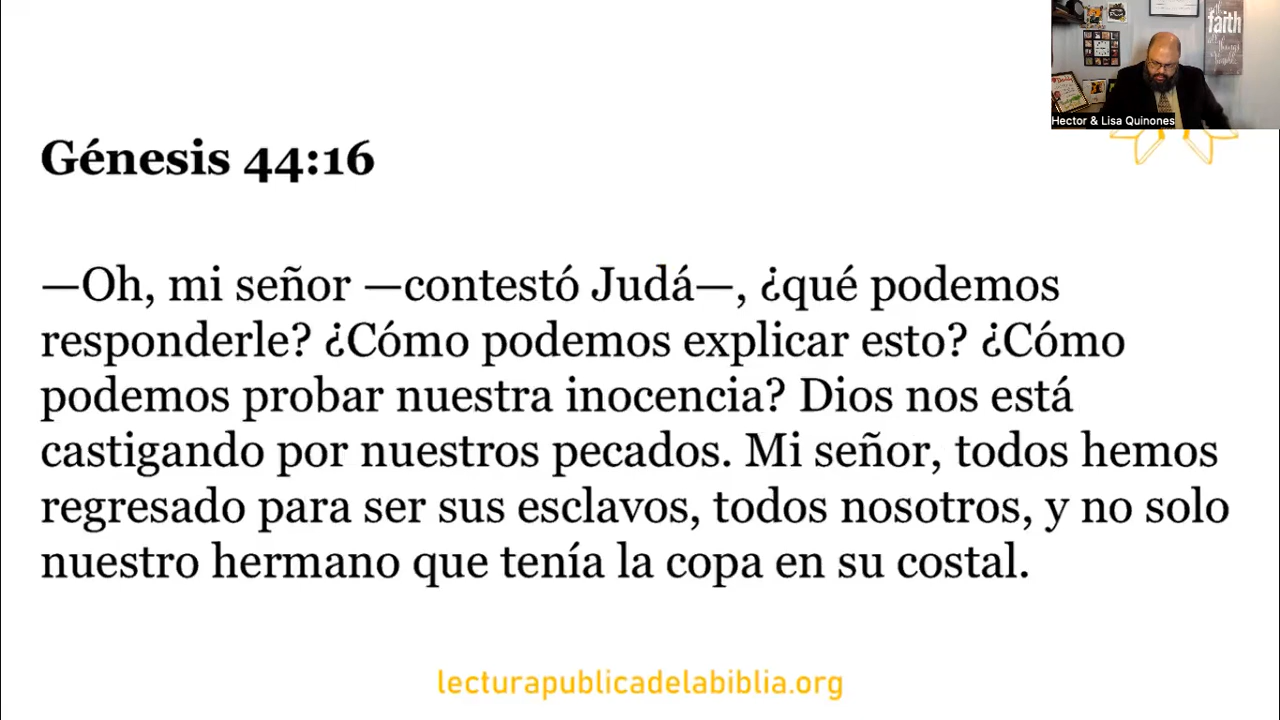 faith
Hector & Lisa Quinones
Génesis 44:16
—Oh, mi señor —contestó Judá—, ¿qué podemos
responderle? ¿Cómo podemos explicar esto? ¿Cómo
podemos probar nuestra inocencia? Dios nos está
castigando por nuestros pecados. Mi señor, todos hemos
regresado para ser sus esclavos, todos nosotros, y no solo
nuestro hermano que tenía la copa en su costal.
lecturapublicadelabiblia.org